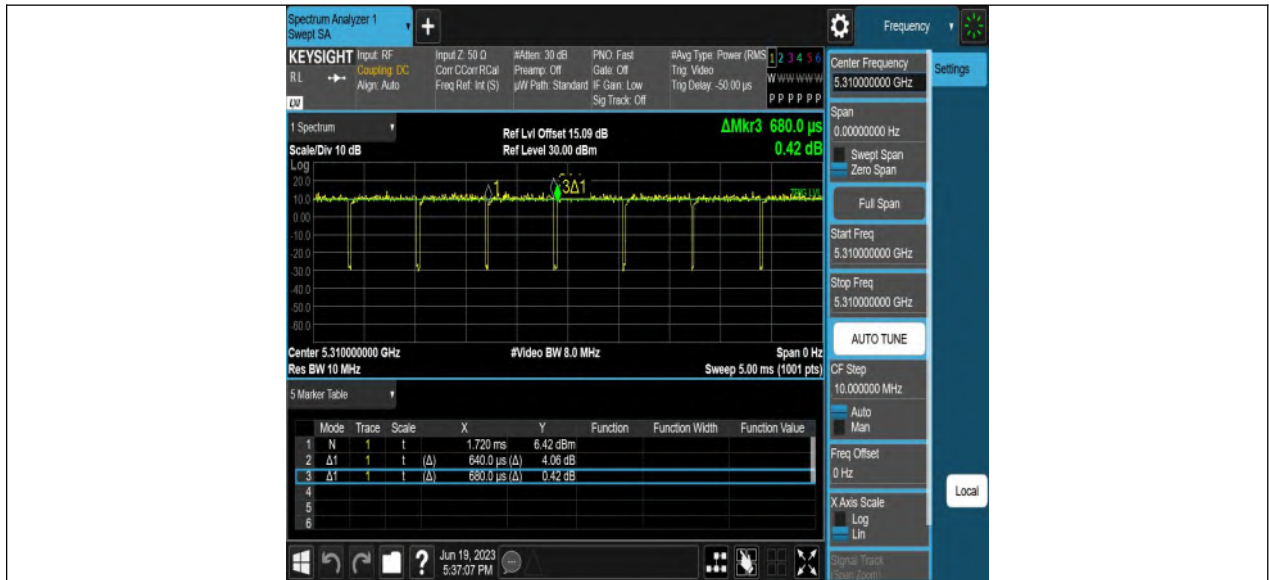 Spectrum Analyzer 1
Swept SA
+
Frequency
KEYSIGHT Input: RF Input Z: 50 Ω #Atten: 30 dB PNO: Fast #Avg Type: Power (RMS 1 2 3 4 5 6
RL Coupling: DC Corr CCorr RCal Preamp: Off Gate: Off Trig: Video W W W W W W
Align: Auto Freq Ref: Int (S) µW Path: Standard IF Gain: Low Trig Delay: -50.00 µs
Sig Track: Off P P P P P P
LXI
1 Spectrum
Ref Lvl Offset 15.09 dB
ΔMkr3 680.0 µs
Scale/Div 10 dB
Ref Level 30.00 dBm
0.42 dB
Log
20.0
10.0
0.00
-10.0
-20.0
-30.0
-40.0
-50.0
-60.0
1
3Δ1
TRIG LVL
Center 5.310000000 GHz #Video BW 8.0 MHz Span 0 Hz
Res BW 10 MHz Sweep 5.00 ms (1001 pts)
5 Marker Table
Mode Trace Scale X Y Function Function Width Function Value
1 N 1 t 1.720 ms 6.42 dBm
2 Δ1 1 t (Δ) 640.0 µs (Δ) 4.06 dB
3 Δ1 1 t (Δ) 680.0 µs (Δ) 0.42 dB
4
5
6
?
Jun 19, 2023
5:37:07 PM
Center Frequency
5.310000000 GHz
Settings
Span
0.00000000 Hz
Swept Span
Zero Span
Full Span
Start Freq
5.310000000 GHz
Stop Freq
5.310000000 GHz
AUTO TUNE
CF Step
10.000000 MHz
Auto
Man
Freq Offset
0 Hz
X Axis Scale
Log
Lin
Local
Signal Track
(Span Zoom)